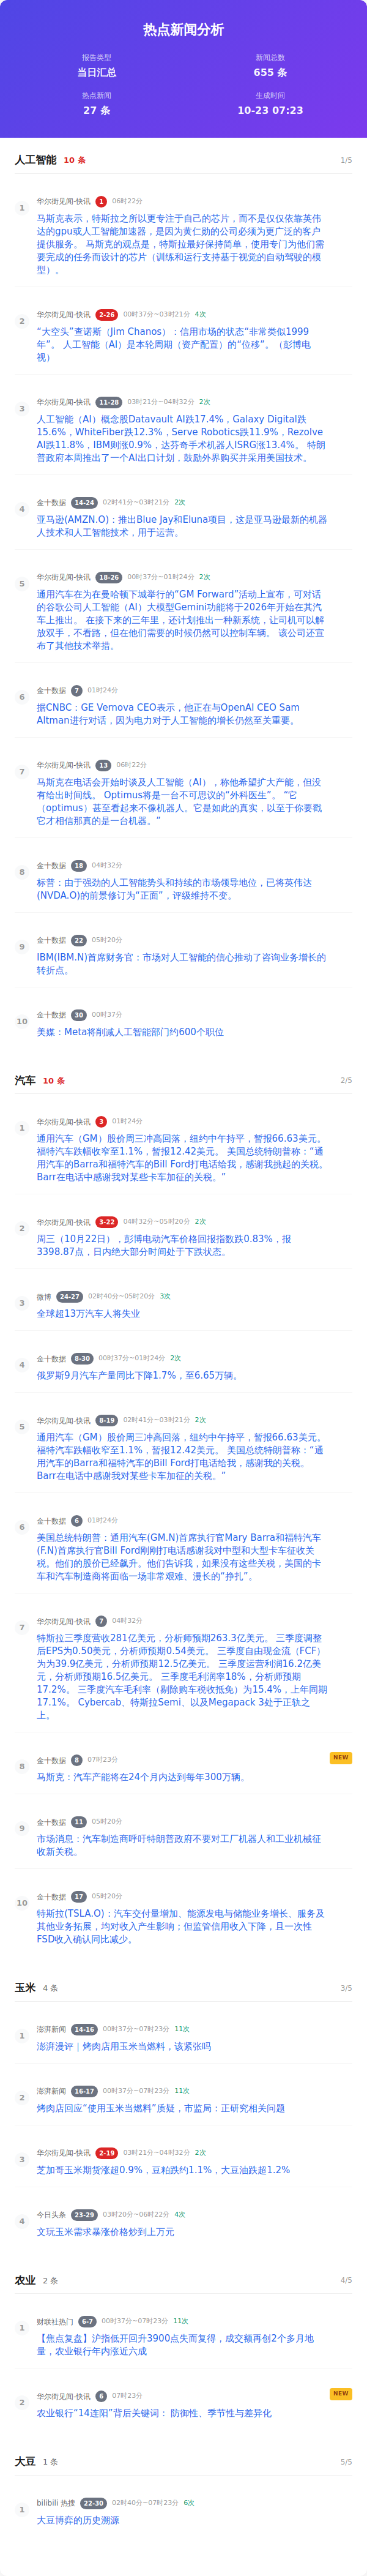 热点新闻分析
报告类型
新闻总数
当日汇总
655 条
热点新闻
生成时间
27 条
10-23 07:23
人工智能 10 条 1/5
1
华尔街见闻-快讯 1 06时22分
马斯克表示，特斯拉之所以更专注于自己的芯片，而不是仅仅依靠英伟
达的gpu或人工智能加速器，是因为黄仁勋的公司必须为更广泛的客户
提供服务。 马斯克的观点是，特斯拉最好保持简单，使用专门为他们需
要完成的任务而设计的芯片（训练和运行支持基于视觉的自动驾驶的模
型）。
2
华尔街见闻-快讯 2-26 00时37分~03时21分 4次
“大空头”查诺斯（Jim Chanos）：信用市场的状态“非常类似1999
年”。 人工智能（AI）是本轮周期（资产配置）的“位移”。（彭博电
视）
3
华尔街见闻-快讯 11-28 03时21分~04时32分 2次
人工智能（AI）概念股Datavault AI跌17.4%，Galaxy Digital跌
15.6%，WhiteFiber跌12.3%，Serve Robotics跌11.9%，Rezolve
AI跌11.8%，IBM则涨0.9%，达芬奇手术机器人ISRG涨13.4%。 特朗
普政府本周推出了一个AI出口计划，鼓励外界购买并采用美国技术。
4
金十数据 14-24 02时41分~03时21分 2次
亚马逊(AMZN.O)：推出Blue Jay和Eluna项目，这是亚马逊最新的机器
人技术和人工智能技术，用于运营。
5
华尔街见闻-快讯 18-26 00时37分~01时24分 2次
通用汽车在为在曼哈顿下城举行的“GM Forward”活动上宣布，可对话
的谷歌公司人工智能（AI）大模型Gemini功能将于2026年开始在其汽
车上推出。 在接下来的三年里，还计划推出一种新系统，让司机可以解
放双手，不看路，但在他们需要的时候仍然可以控制车辆。 该公司还宣
布了其他技术举措。
6
金十数据 7 01时24分
据CNBC：GE Vernova CEO表示，他正在与OpenAI CEO Sam
Altman进行对话，因为电力对于人工智能的增长仍然至关重要。
7
华尔街见闻-快讯 13 06时22分
马斯克在电话会开始时谈及人工智能（AI），称他希望扩大产能，但没
有给出时间线。 Optimus将是一台不可思议的“外科医生”。 “它
（optimus）甚至看起来不像机器人。它是如此的真实，以至于你要戳
它才相信那真的是一台机器。”
8
金十数据 18 04时32分
标普：由于强劲的人工智能势头和持续的市场领导地位，已将英伟达
(NVDA.O)的前景修订为“正面”，评级维持不变。
9
金十数据 22 05时20分
IBM(IBM.N)首席财务官：市场对人工智能的信心推动了咨询业务增长的
转折点。
10
金十数据 30 00时37分
美媒：Meta将削减人工智能部门约600个职位
汽车 10 条 2/5
1
华尔街见闻-快讯 3 01时24分
通用汽车（GM）股价周三冲高回落，纽约中午持平，暂报66.63美元。
福特汽车跌幅收窄至1.1%，暂报12.42美元。 美国总统特朗普称：“通
用汽车的Barra和福特汽车的Bill Ford打电话给我，感谢我挑起的关税。
Barr在电话中感谢我对某些卡车加征的关税。”
2
华尔街见闻-快讯 3-22 04时32分~05时20分 2次
周三（10月22日），彭博电动汽车价格回报指数跌0.83%，报
3398.87点，日内绝大部分时间处于下跌状态。
3
微博 24-27 02时40分~05时20分 3次
全球超13万汽车人将失业
4
金十数据 8-30 00时37分~01时24分 2次
俄罗斯9月汽车产量同比下降1.7%，至6.65万辆。
5
华尔街见闻-快讯 8-19 02时41分~03时21分 2次
通用汽车（GM）股价周三冲高回落，纽约中午持平，暂报66.63美元。
福特汽车跌幅收窄至1.1%，暂报12.42美元。 美国总统特朗普称：“通
用汽车的Barra和福特汽车的Bill Ford打电话给我，感谢我的关税。
Barr在电话中感谢我对某些卡车加征的关税。”
6
金十数据 6 01时24分
美国总统特朗普：通用汽车(GM.N)首席执行官Mary Barra和福特汽车
(F.N)首席执行官Bill Ford刚刚打电话感谢我对中型和大型卡车征收关
税。他们的股价已经飙升。他们告诉我，如果没有这些关税，美国的卡
车和汽车制造商将面临一场非常艰难、漫长的“挣扎”。
7
华尔街见闻-快讯 7 04时32分
特斯拉三季度营收281亿美元，分析师预期263.3亿美元。 三季度调整
后EPS为0.50美元，分析师预期0.54美元。 三季度自由现金流（FCF）
为为39.9亿美元，分析师预期12.5亿美元。 三季度运营利润16.2亿美
元，分析师预期16.5亿美元。 三季度毛利润率18%，分析师预期
17.2%。 三季度汽车毛利率（剔除购车税收抵免）为15.4%，上年同期
17.1%。 Cybercab、特斯拉Semi、以及Megapack 3处于正轨之
上。
8
金十数据 8 07时23分 NEW
马斯克：汽车产能将在24个月内达到每年300万辆。
9
金十数据 11 05时20分
市场消息：汽车制造商呼吁特朗普政府不要对工厂机器人和工业机械征
收新关税。
10
金十数据 17 05时20分
特斯拉(TSLA.O)：汽车交付量增加、能源发电与储能业务增长、服务及
其他业务拓展，均对收入产生影响；但监管信用收入下降，且一次性
FSD收入确认同比减少。
玉米 4 条 3/5
1
澎湃新闻 14-16 00时37分~07时23分 11次
澎湃漫评｜烤肉店用玉米当燃料，该紧张吗
2
澎湃新闻 16-17 00时37分~07时23分 11次
烤肉店回应“使用玉米当燃料”质疑，市监局：正研究相关问题
3
华尔街见闻-快讯 2-19 03时21分~04时32分 2次
芝加哥玉米期货涨超0.9%，豆粕跌约1.1%，大豆油跌超1.2%
4
今日头条 23-29 03时20分~06时22分 4次
文玩玉米需求暴涨价格炒到上万元
农业 2 条 4/5
1
财联社热门 6-7 00时37分~07时23分 11次
【焦点复盘】沪指低开回升3900点失而复得，成交额再创2个多月地
量，农业银行年内涨近六成
2
华尔街见闻-快讯 6 07时23分 NEW
农业银行“14连阳”背后关键词： 防御性、季节性与差异化
大豆 1 条 5/5
1
bilibili 热搜 22-30 02时40分~07时23分 6次
大豆博弈的历史溯源